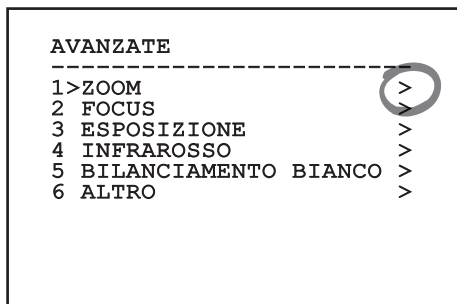 AVANZATE
-------------------------
1>ZOOM >
2 FOCUS >
3 ESPOSIZIONE >
4 INFRAROSSO >
5 BILANCIAMENTO BIANCO >
6 ALTRO >